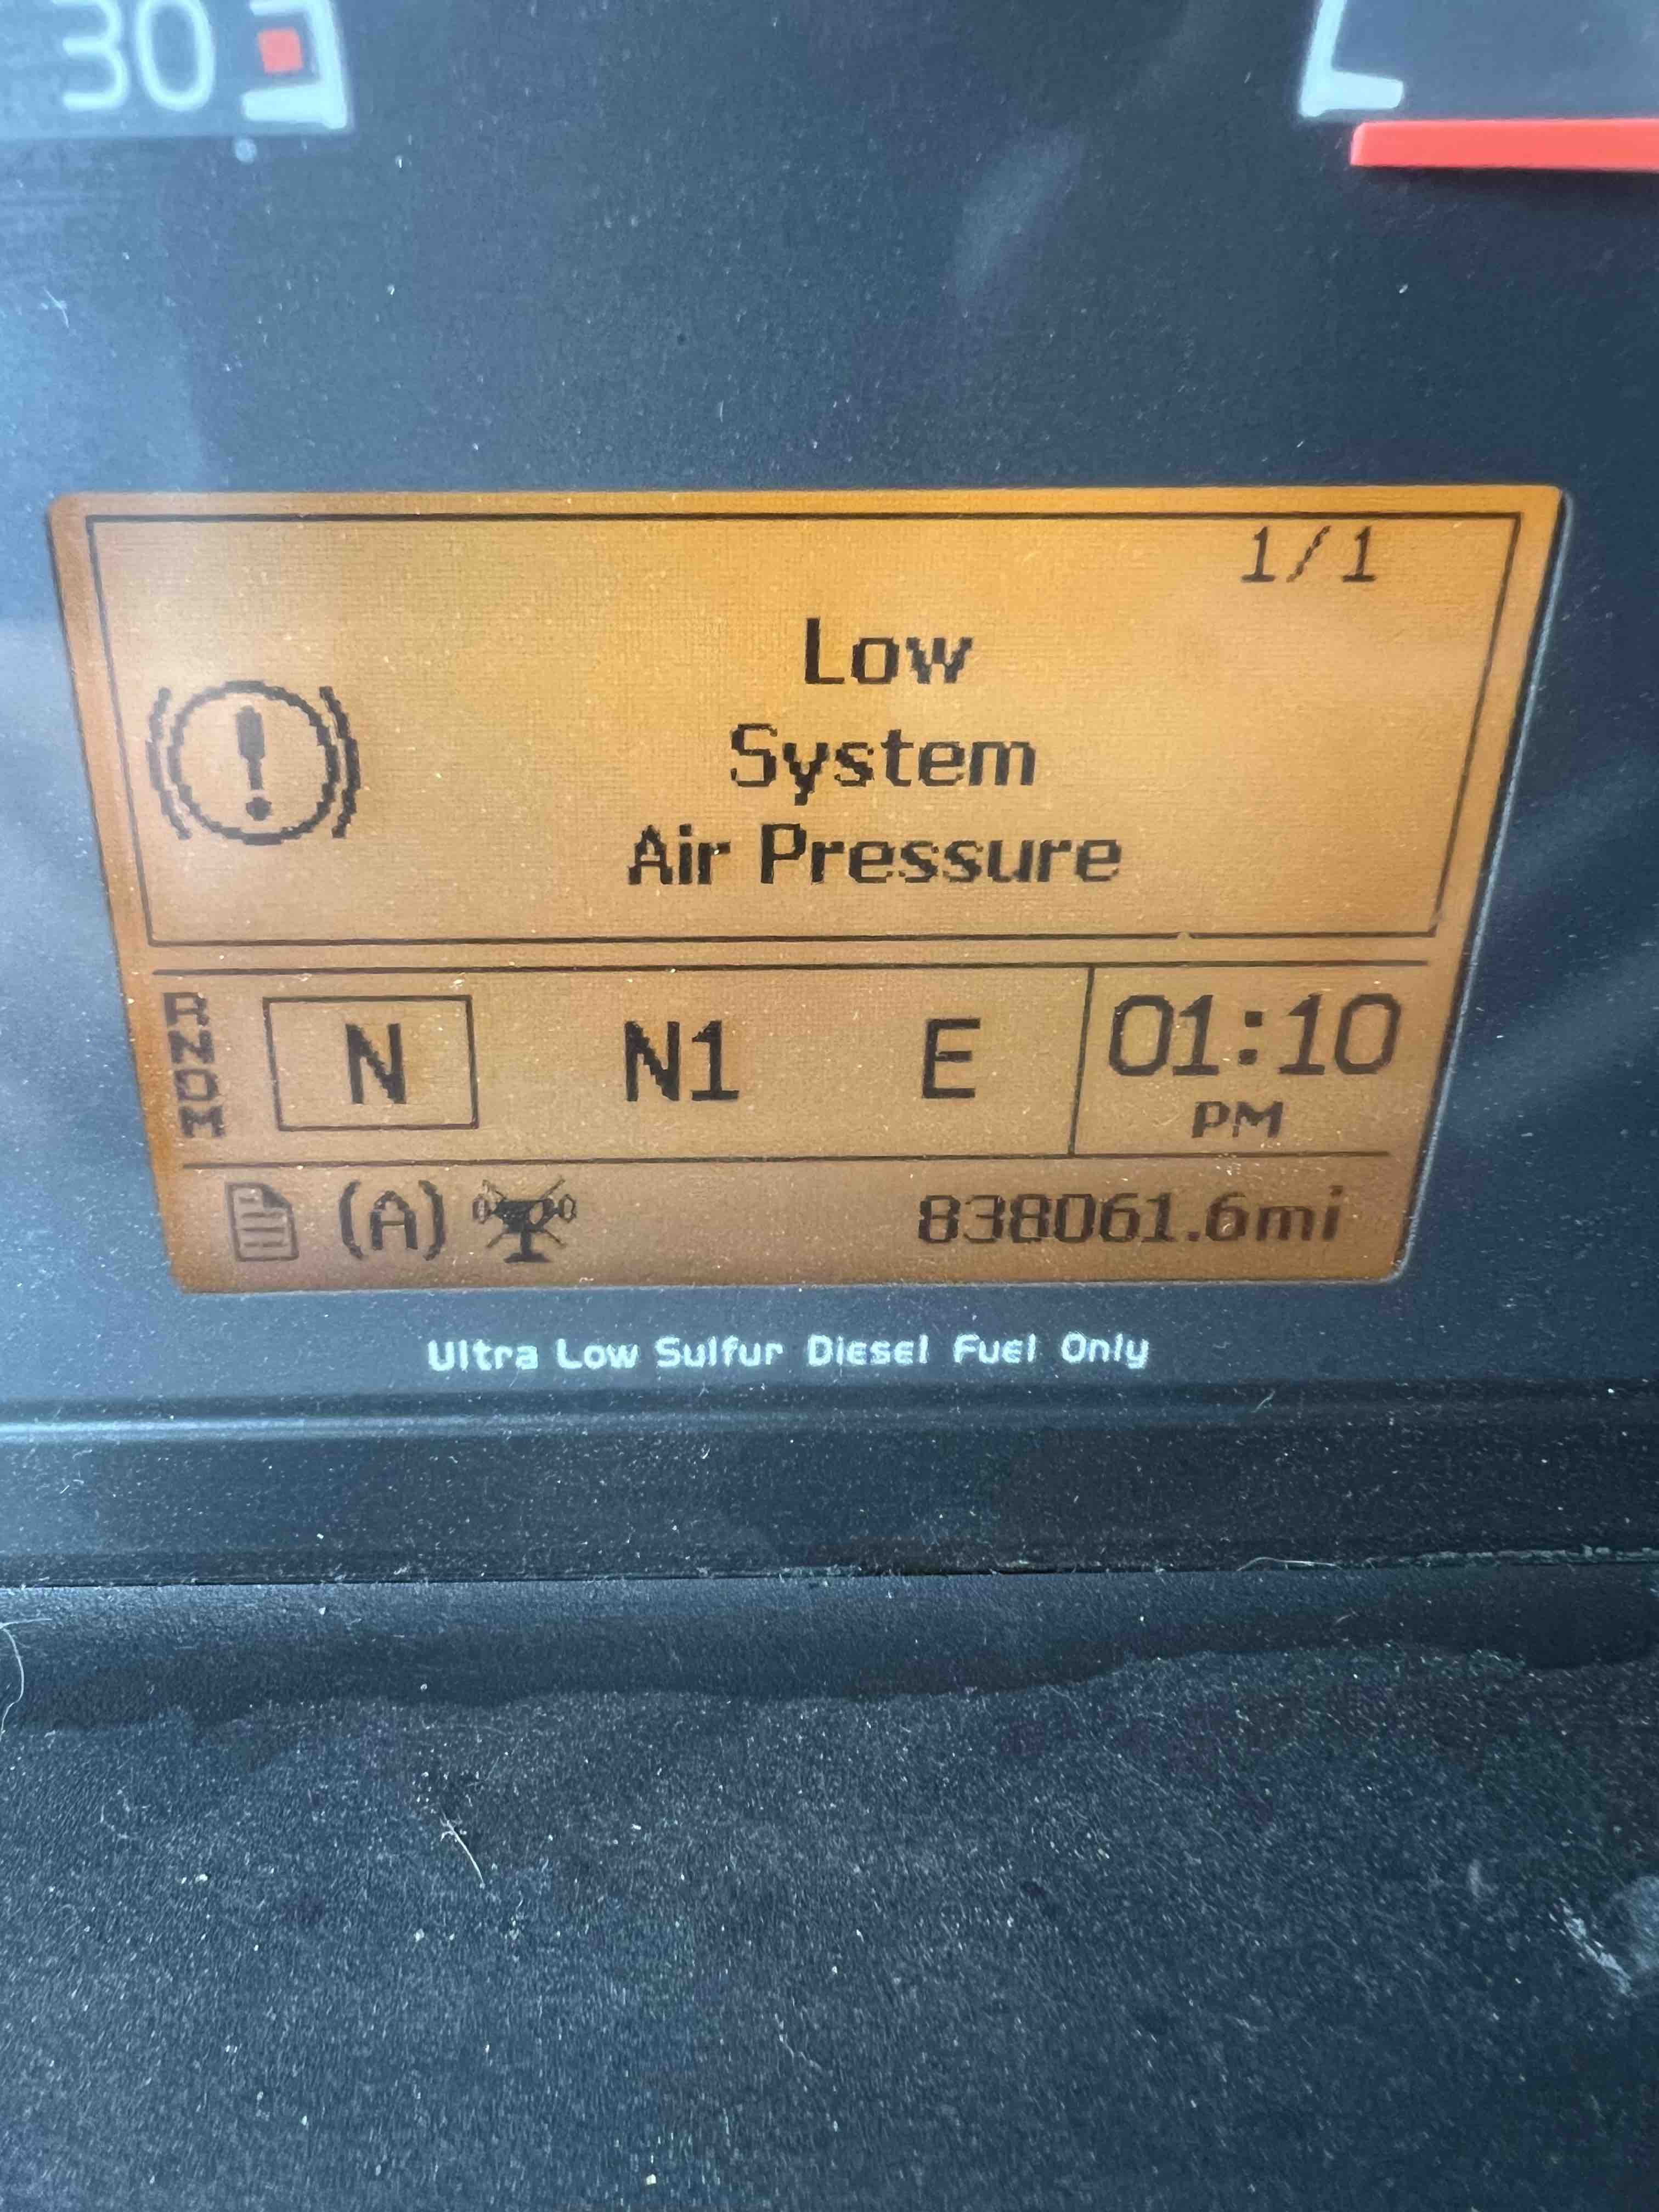 30
1/1
Low
System
Air Pressure
RNDM
N N1 E 01:10
PM
(A) 838061.6mi
Ultra Low Sulfur Diesel Fuel Only